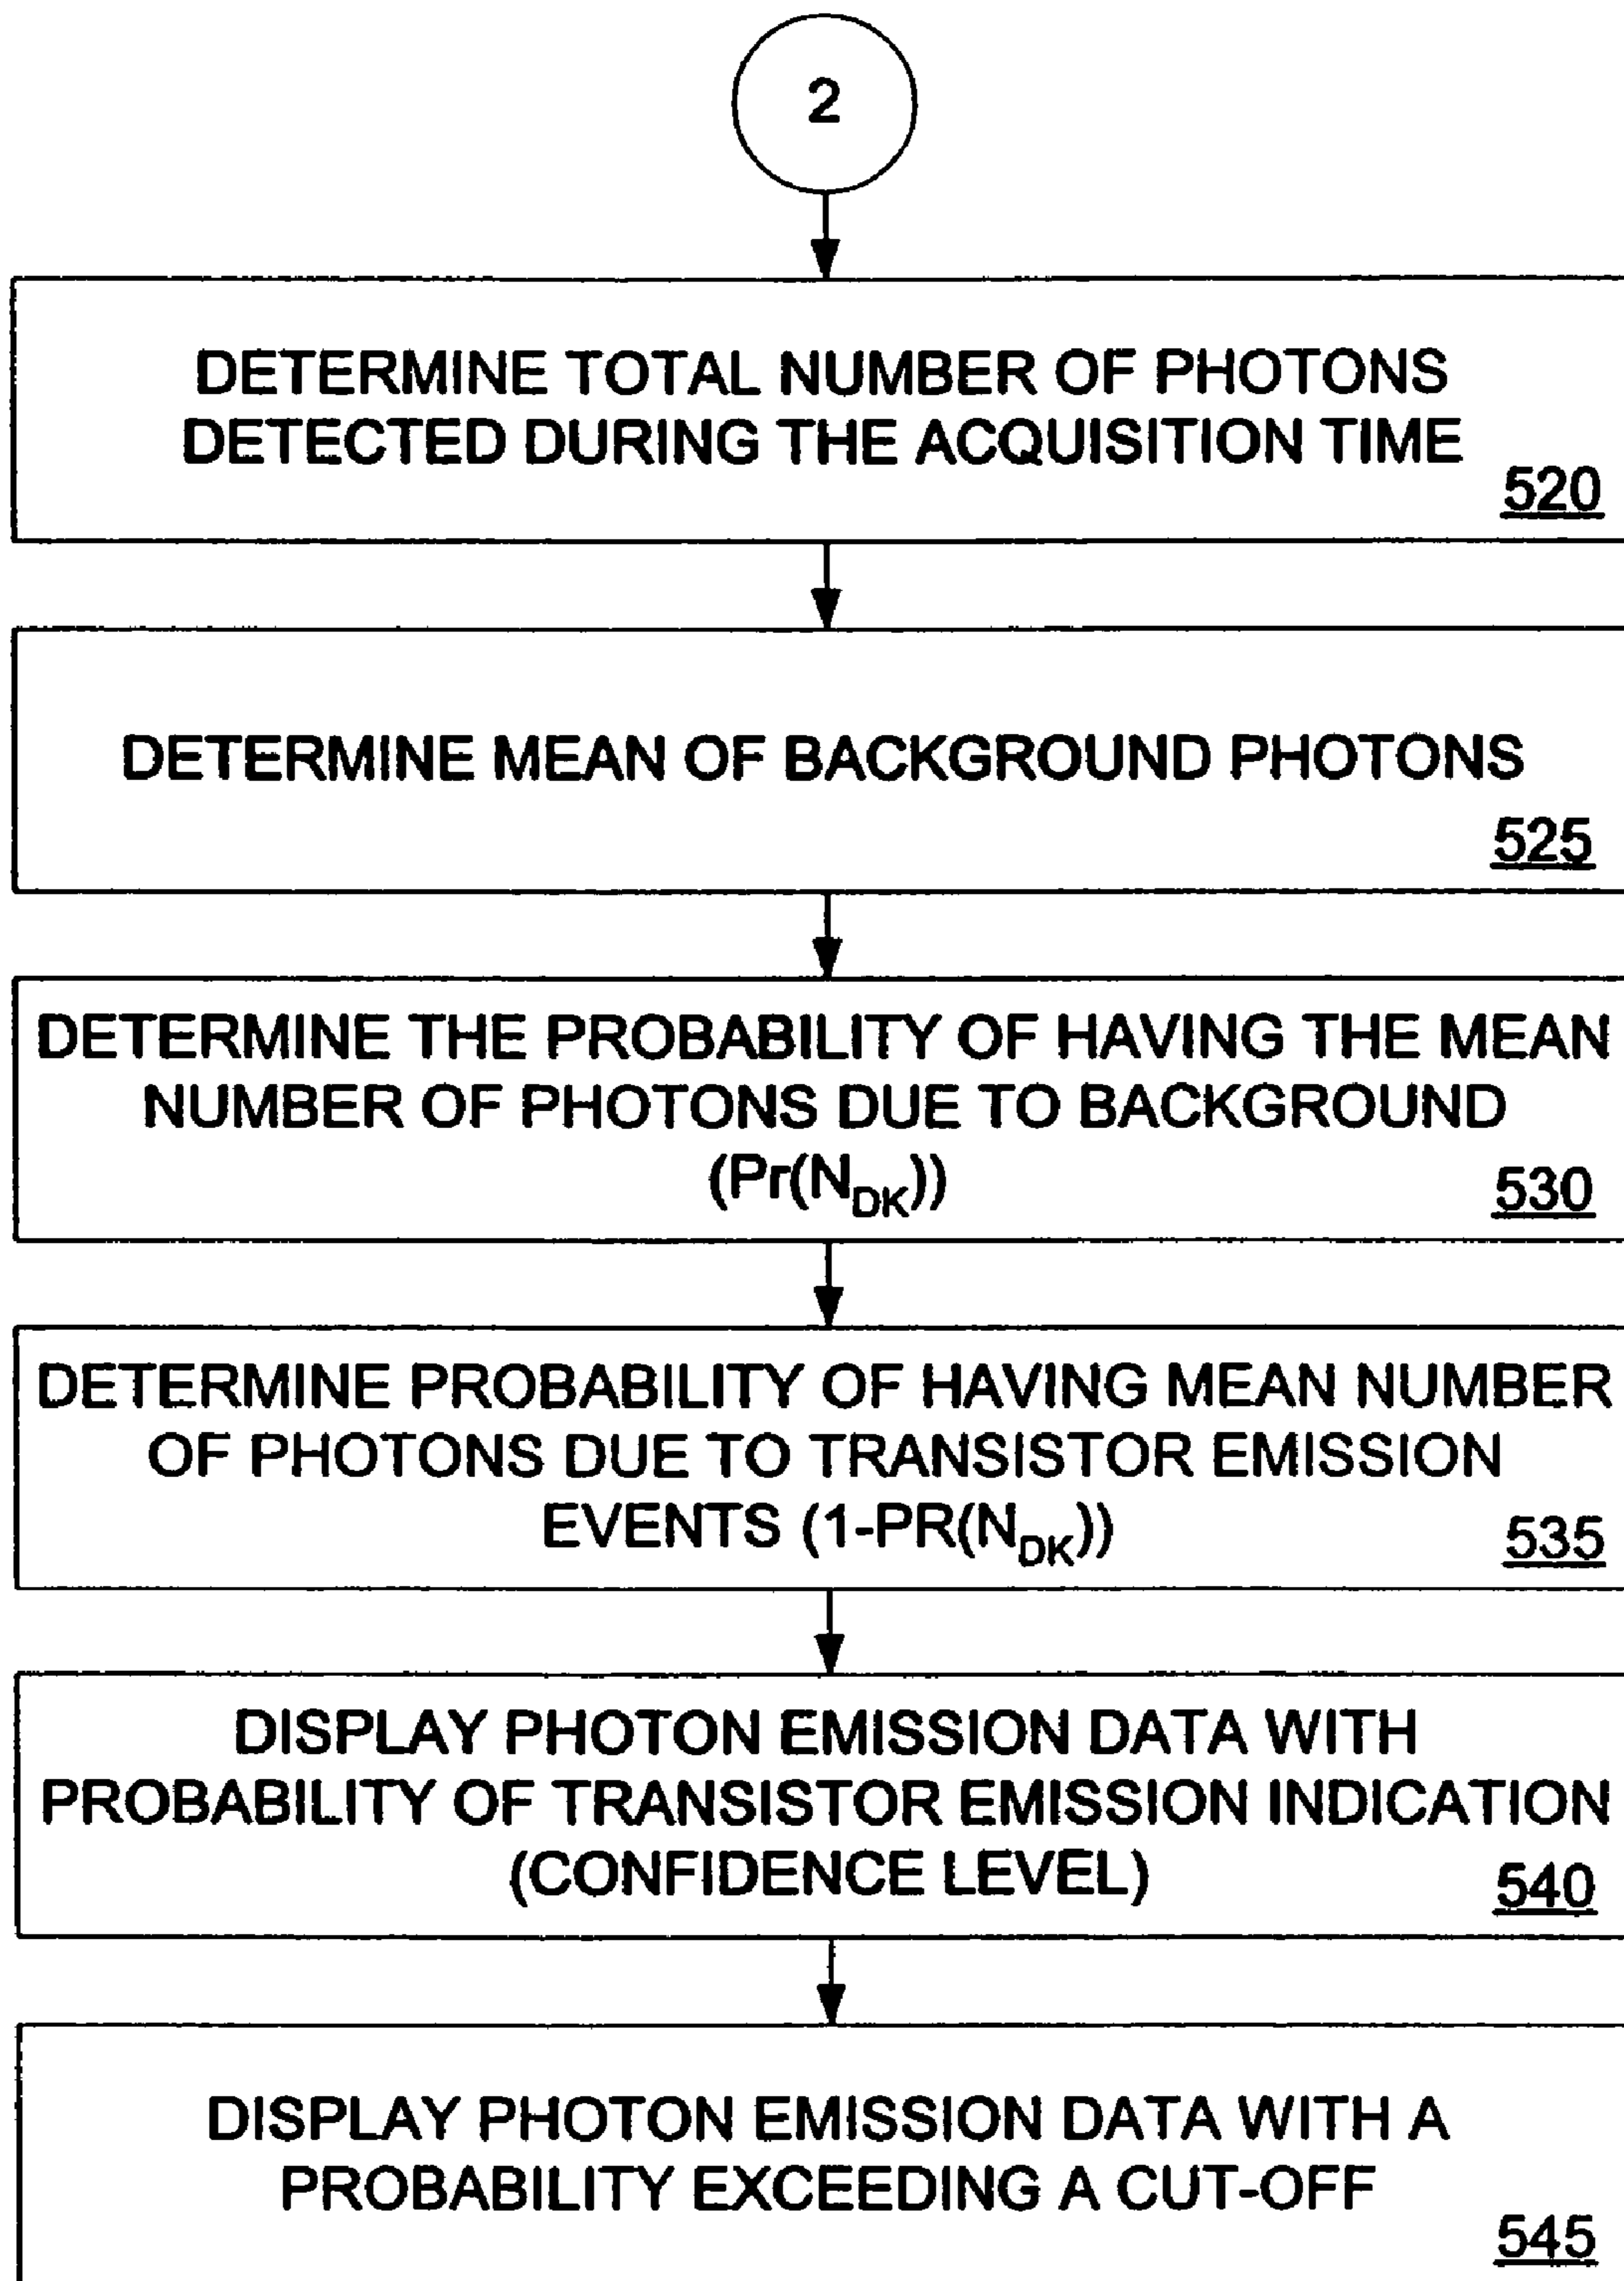 2
DETERMINE TOTAL NUMBER OF PHOTONS
DETECTED DURING THE ACQUISITION TIME
520
DETERMINE MEAN OF BACKGROUND PHOTONS
525
DETERMINE THE PROBABILITY OF HAVING THE MEAN
NUMBER OF PHOTONS DUE TO BACKGROUND
(Pr(N_DK))
530
DETERMINE PROBABILITY OF HAVING MEAN NUMBER
OF PHOTONS DUE TO TRANSISTOR EMISSION
EVENTS (1-PR(N_DK))
535
DISPLAY PHOTON EMISSION DATA WITH
PROBABILITY OF TRANSISTOR EMISSION INDICATION
(CONFIDENCE LEVEL)
540
DISPLAY PHOTON EMISSION DATA WITH A
PROBABILITY EXCEEDING A CUT-OFF
545